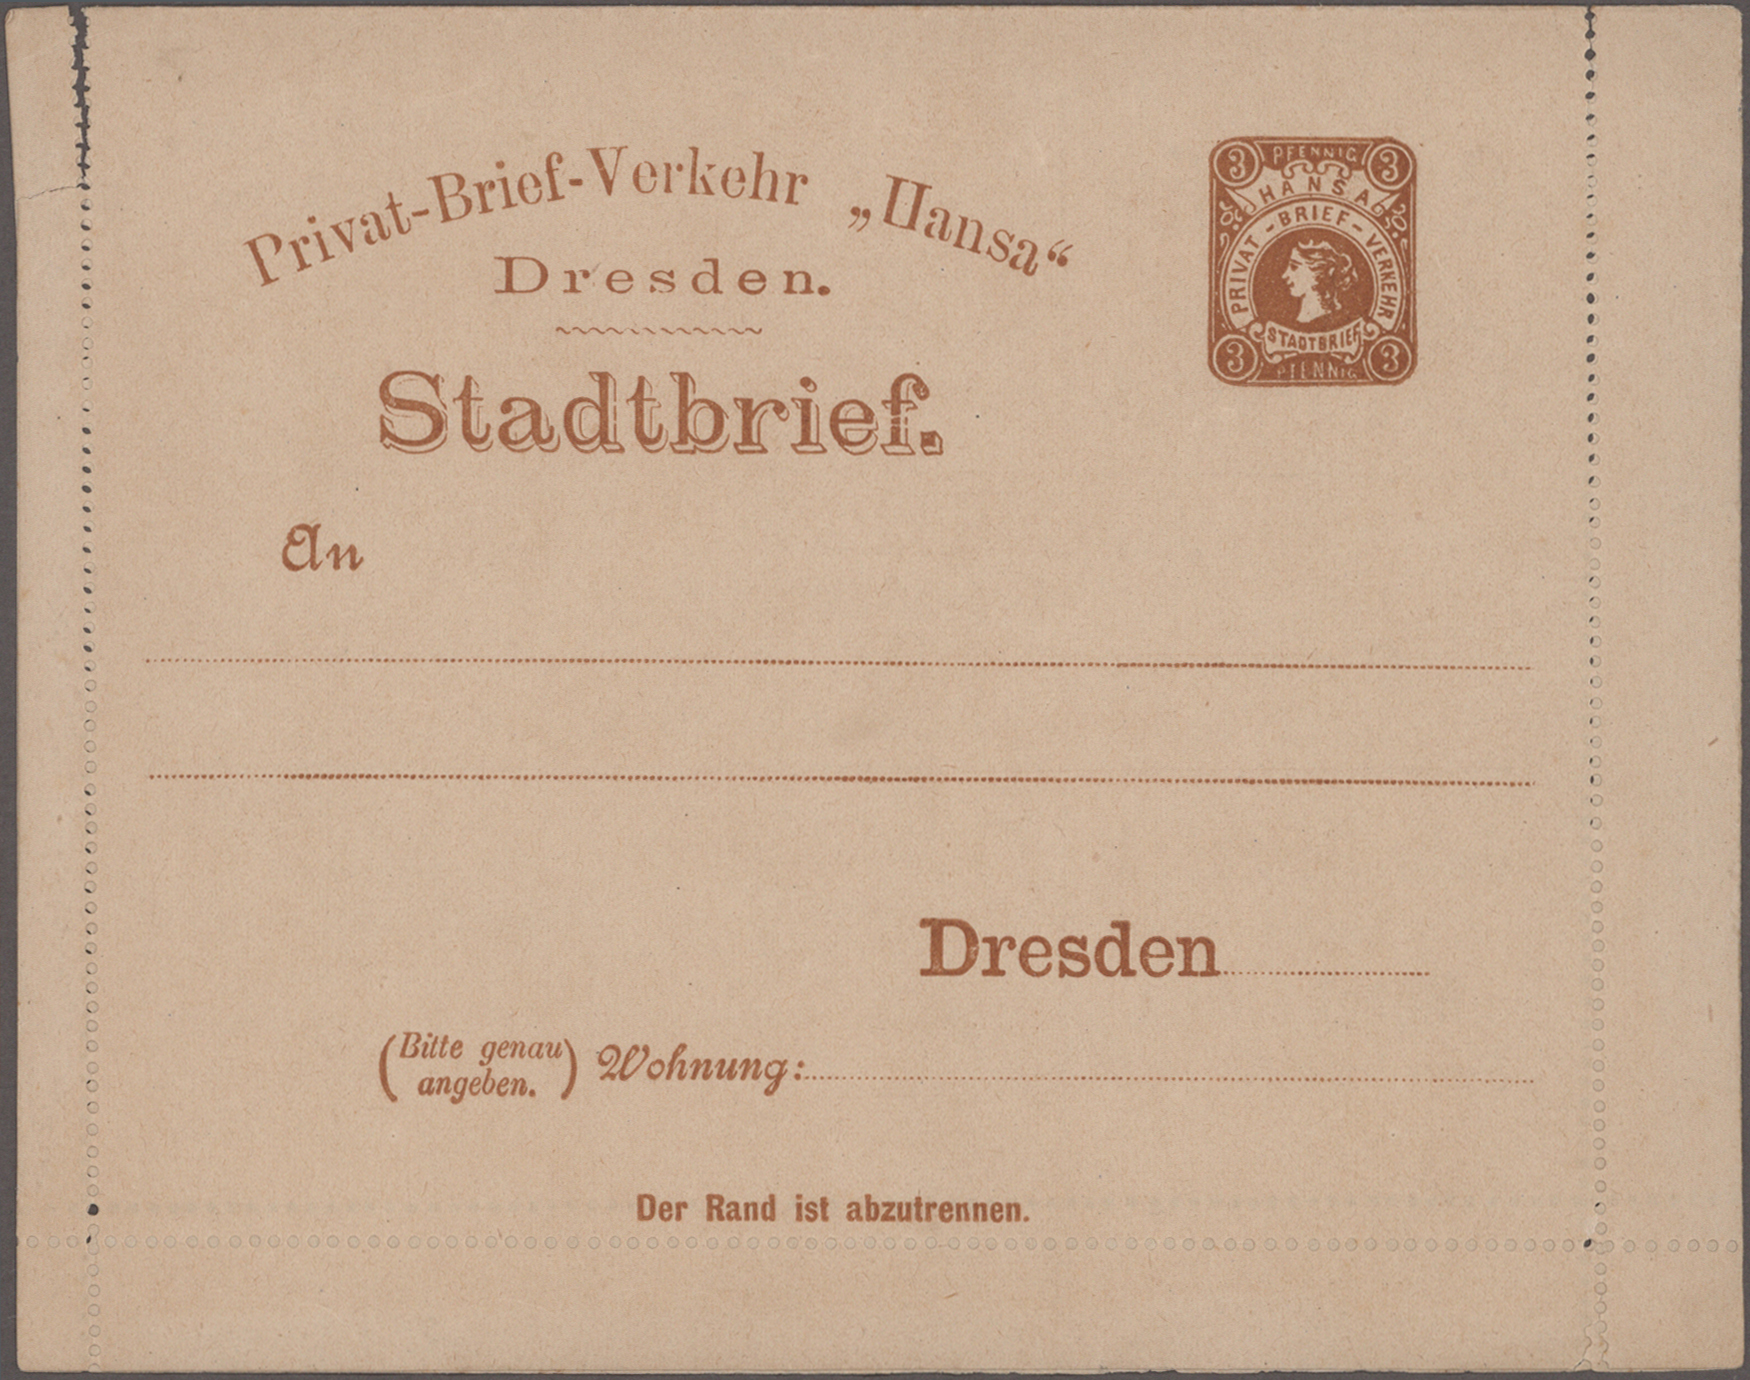 Privat-Brief-Verkehr „Hansa“
Dresden.
Stadtbrief.
3 PFENNIG 3
HANSA
PRIVAT-BRIEF-VERKEHR
STADTBRIEF
3 PFENNIG 3
An
Dresden
(Bitte genau angeben.) Wohnung:
Der Rand ist abzutrennen.